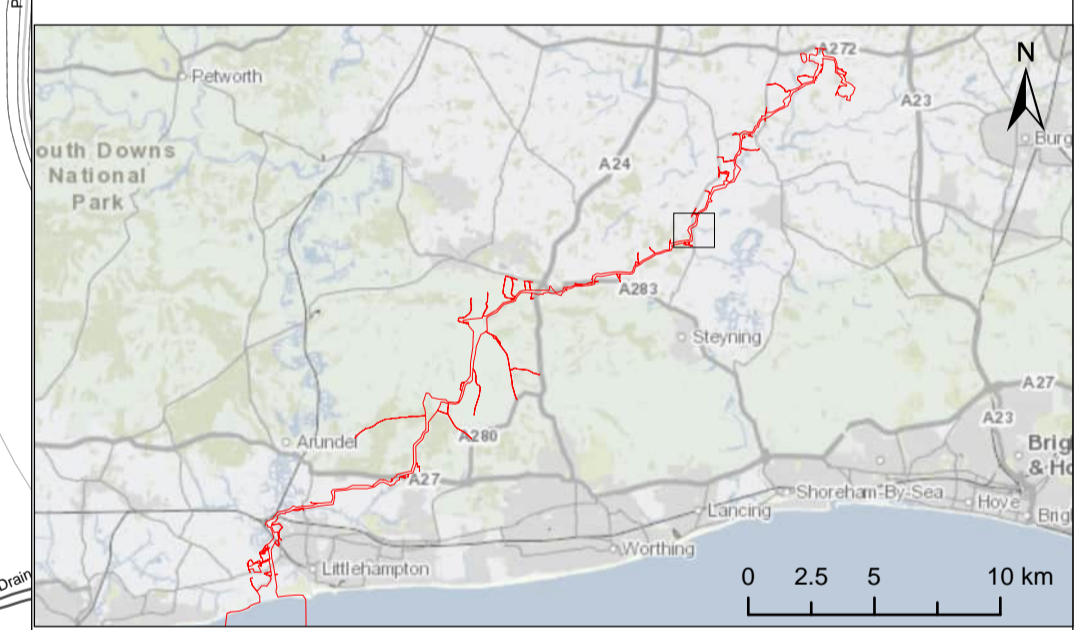 A272
N
Petworth
A23
Burg
outh Downs
National
Park
A24
A283
Steyning
A27
A23
Arundel
A280
Brig
& Ho
A27
Shoreham-By-Sea
Hove
Lancing
Brigl
Worthing
Drain
Littlehampton
0 2.5 5 10 km